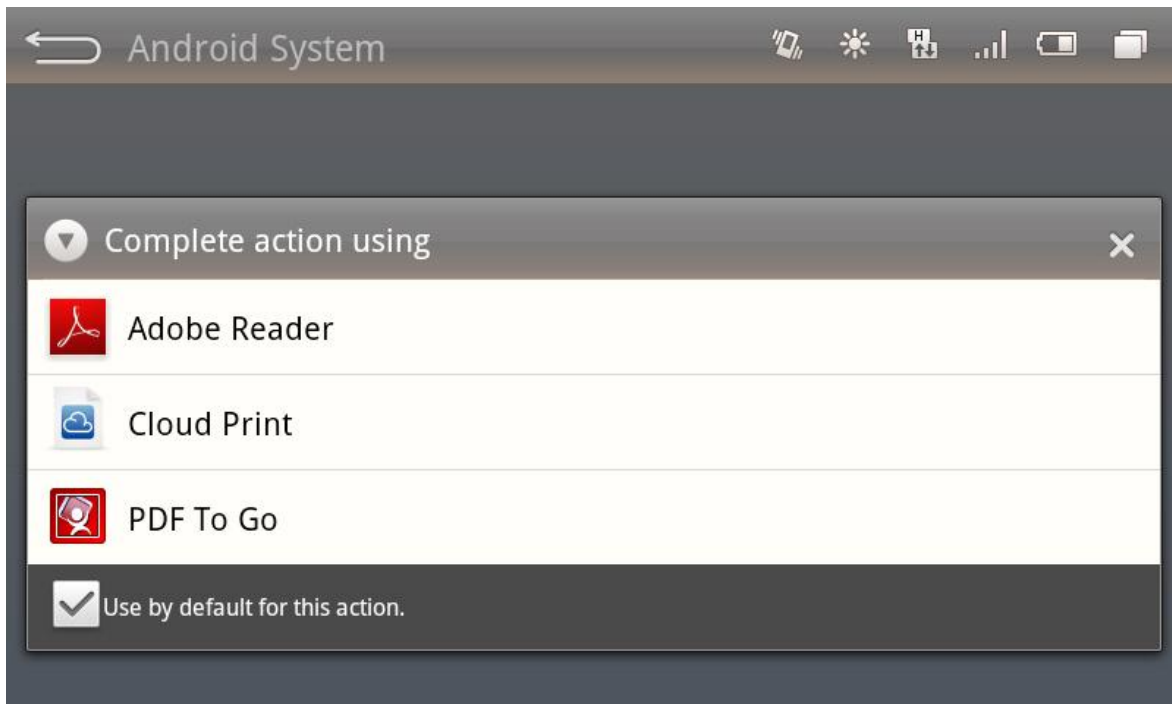 Android System
H
Complete action using
Adobe Reader
Cloud Print
PDF To Go
Use by default for this action.